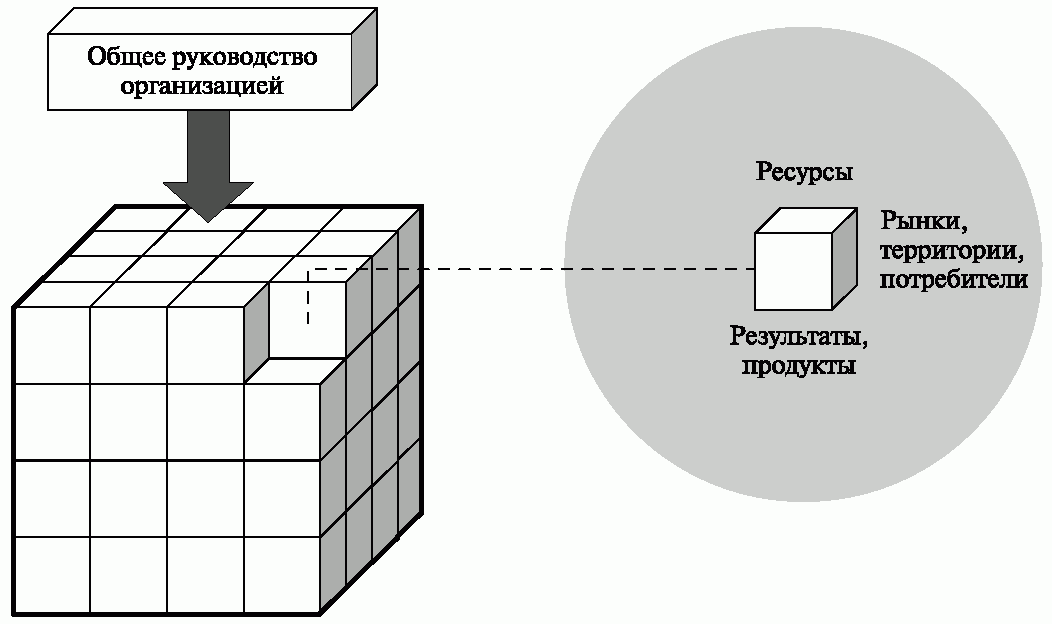 Общее руководство
организацией
Ресурсы
Рынки,
территории,
потребители
Результаты,
продукты